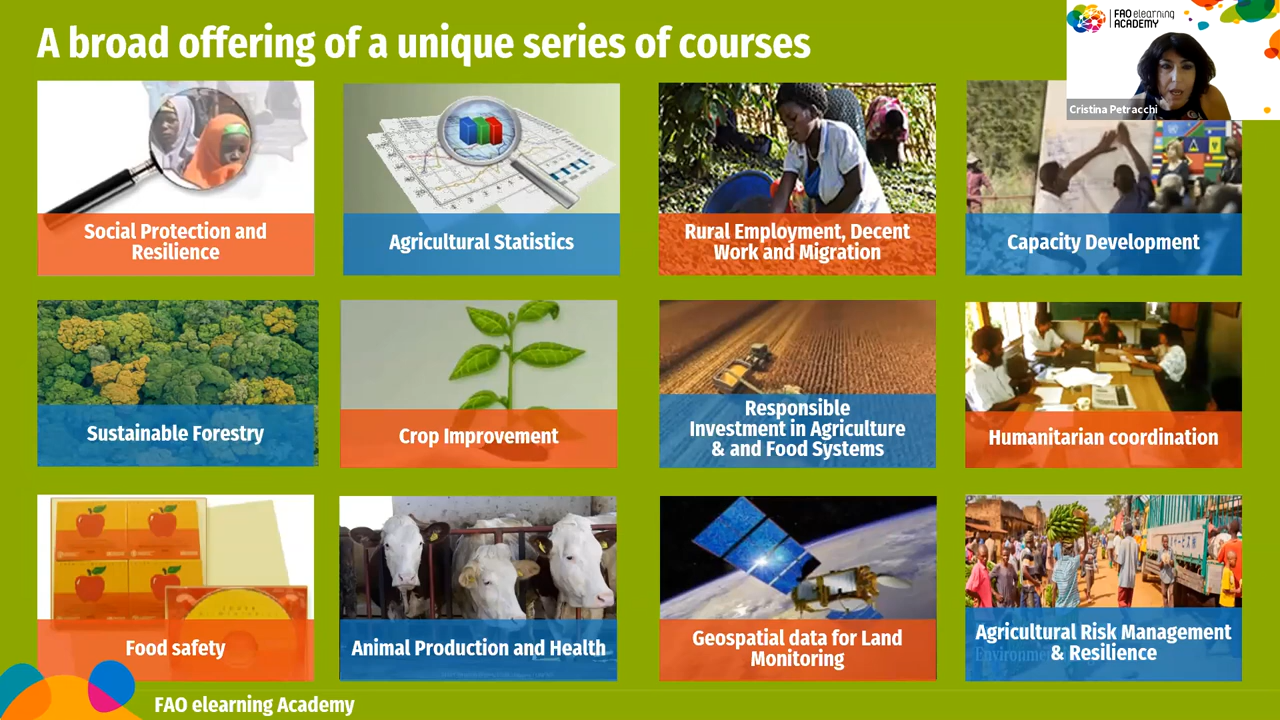 A broad offering of a unique series of courses
FAO elearning
ACADEMY
Cristina Petracchi
Social Protection and
Resilience
Agricultural Statistics
Rural Employment, Decent
Work and Migration
Capacity Development
Sustainable Forestry
Crop Improvement
Responsible
Investment in Agriculture
& and Food Systems
Humanitarian coordination
Food safety
Animal Production and Health
Geospatial data for Land
Monitoring
Agricultural Risk Management
& Resilience
FAO elearning Academy